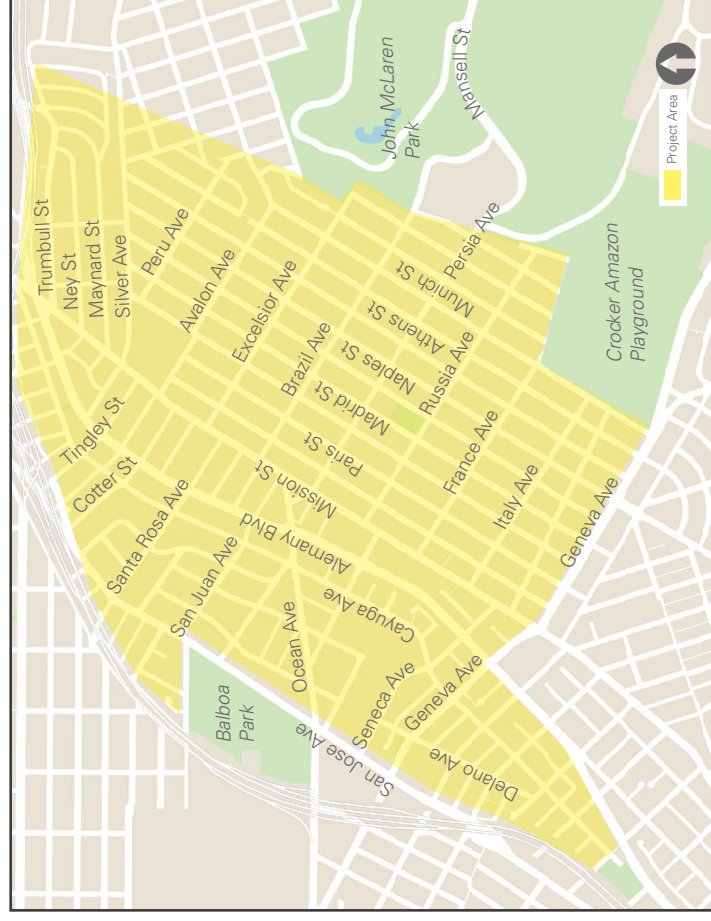 John McLaren
Park
Mansell St
Project Area
Trumbull St
Ney St
Maynard St
Silver Ave
Peru Ave
Avalon Ave
Excelsior Ave
Persia Ave
Munich St
Athens St
Naples St
Russia Ave
Brazil Ave
Madrid St
Paris St
Mission St
Crocker Amazon
Playground
Tingley St
Cotter St
Santa Rosa Ave
San Juan Ave
Alemany Blvd
France Ave
Italy Ave
Geneva Ave
Cayuga Ave
Ocean Ave
Balboa
Park
Seneca Ave
Geneva Ave
San Jose Ave
Delano Ave